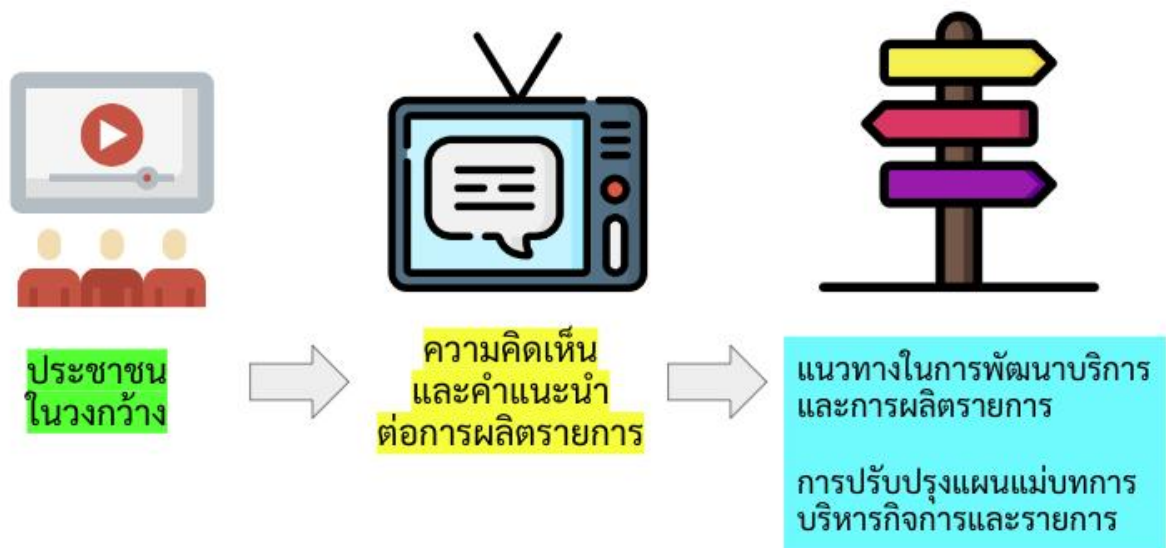 ประชาชน
ในวงกว้าง
ความคิดเห็น
และคำแนะนำ
ต่อการผลิตรายการ
แนวทางในการพัฒนาบริการ
และการผลิตรายการ
การปรับปรุงแผนแม่บทการ
บริหารกิจการและรายการ